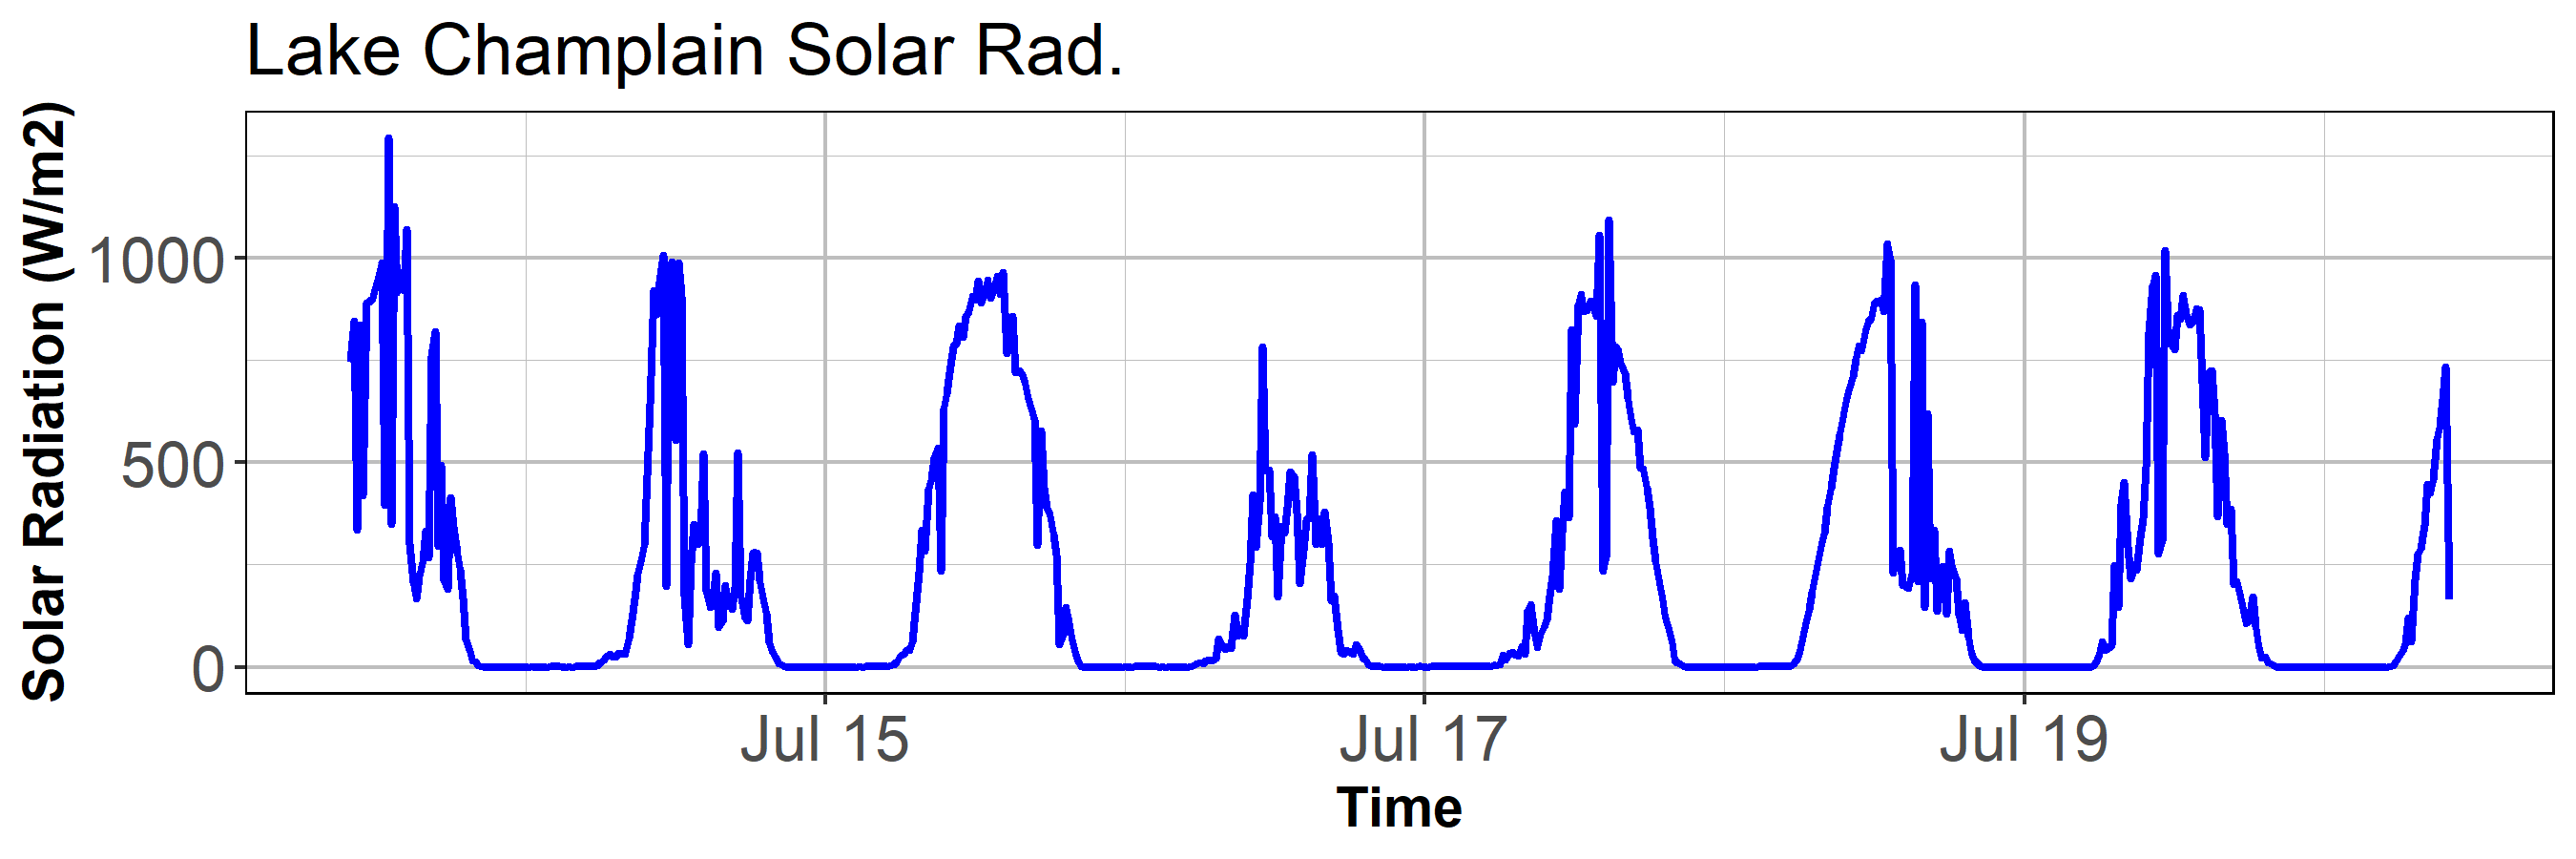 Lake Champlain Solar Rad.
Solar Radiation (W/m2)
1000
500
0
Jul 15
Jul 17
Jul 19
Time